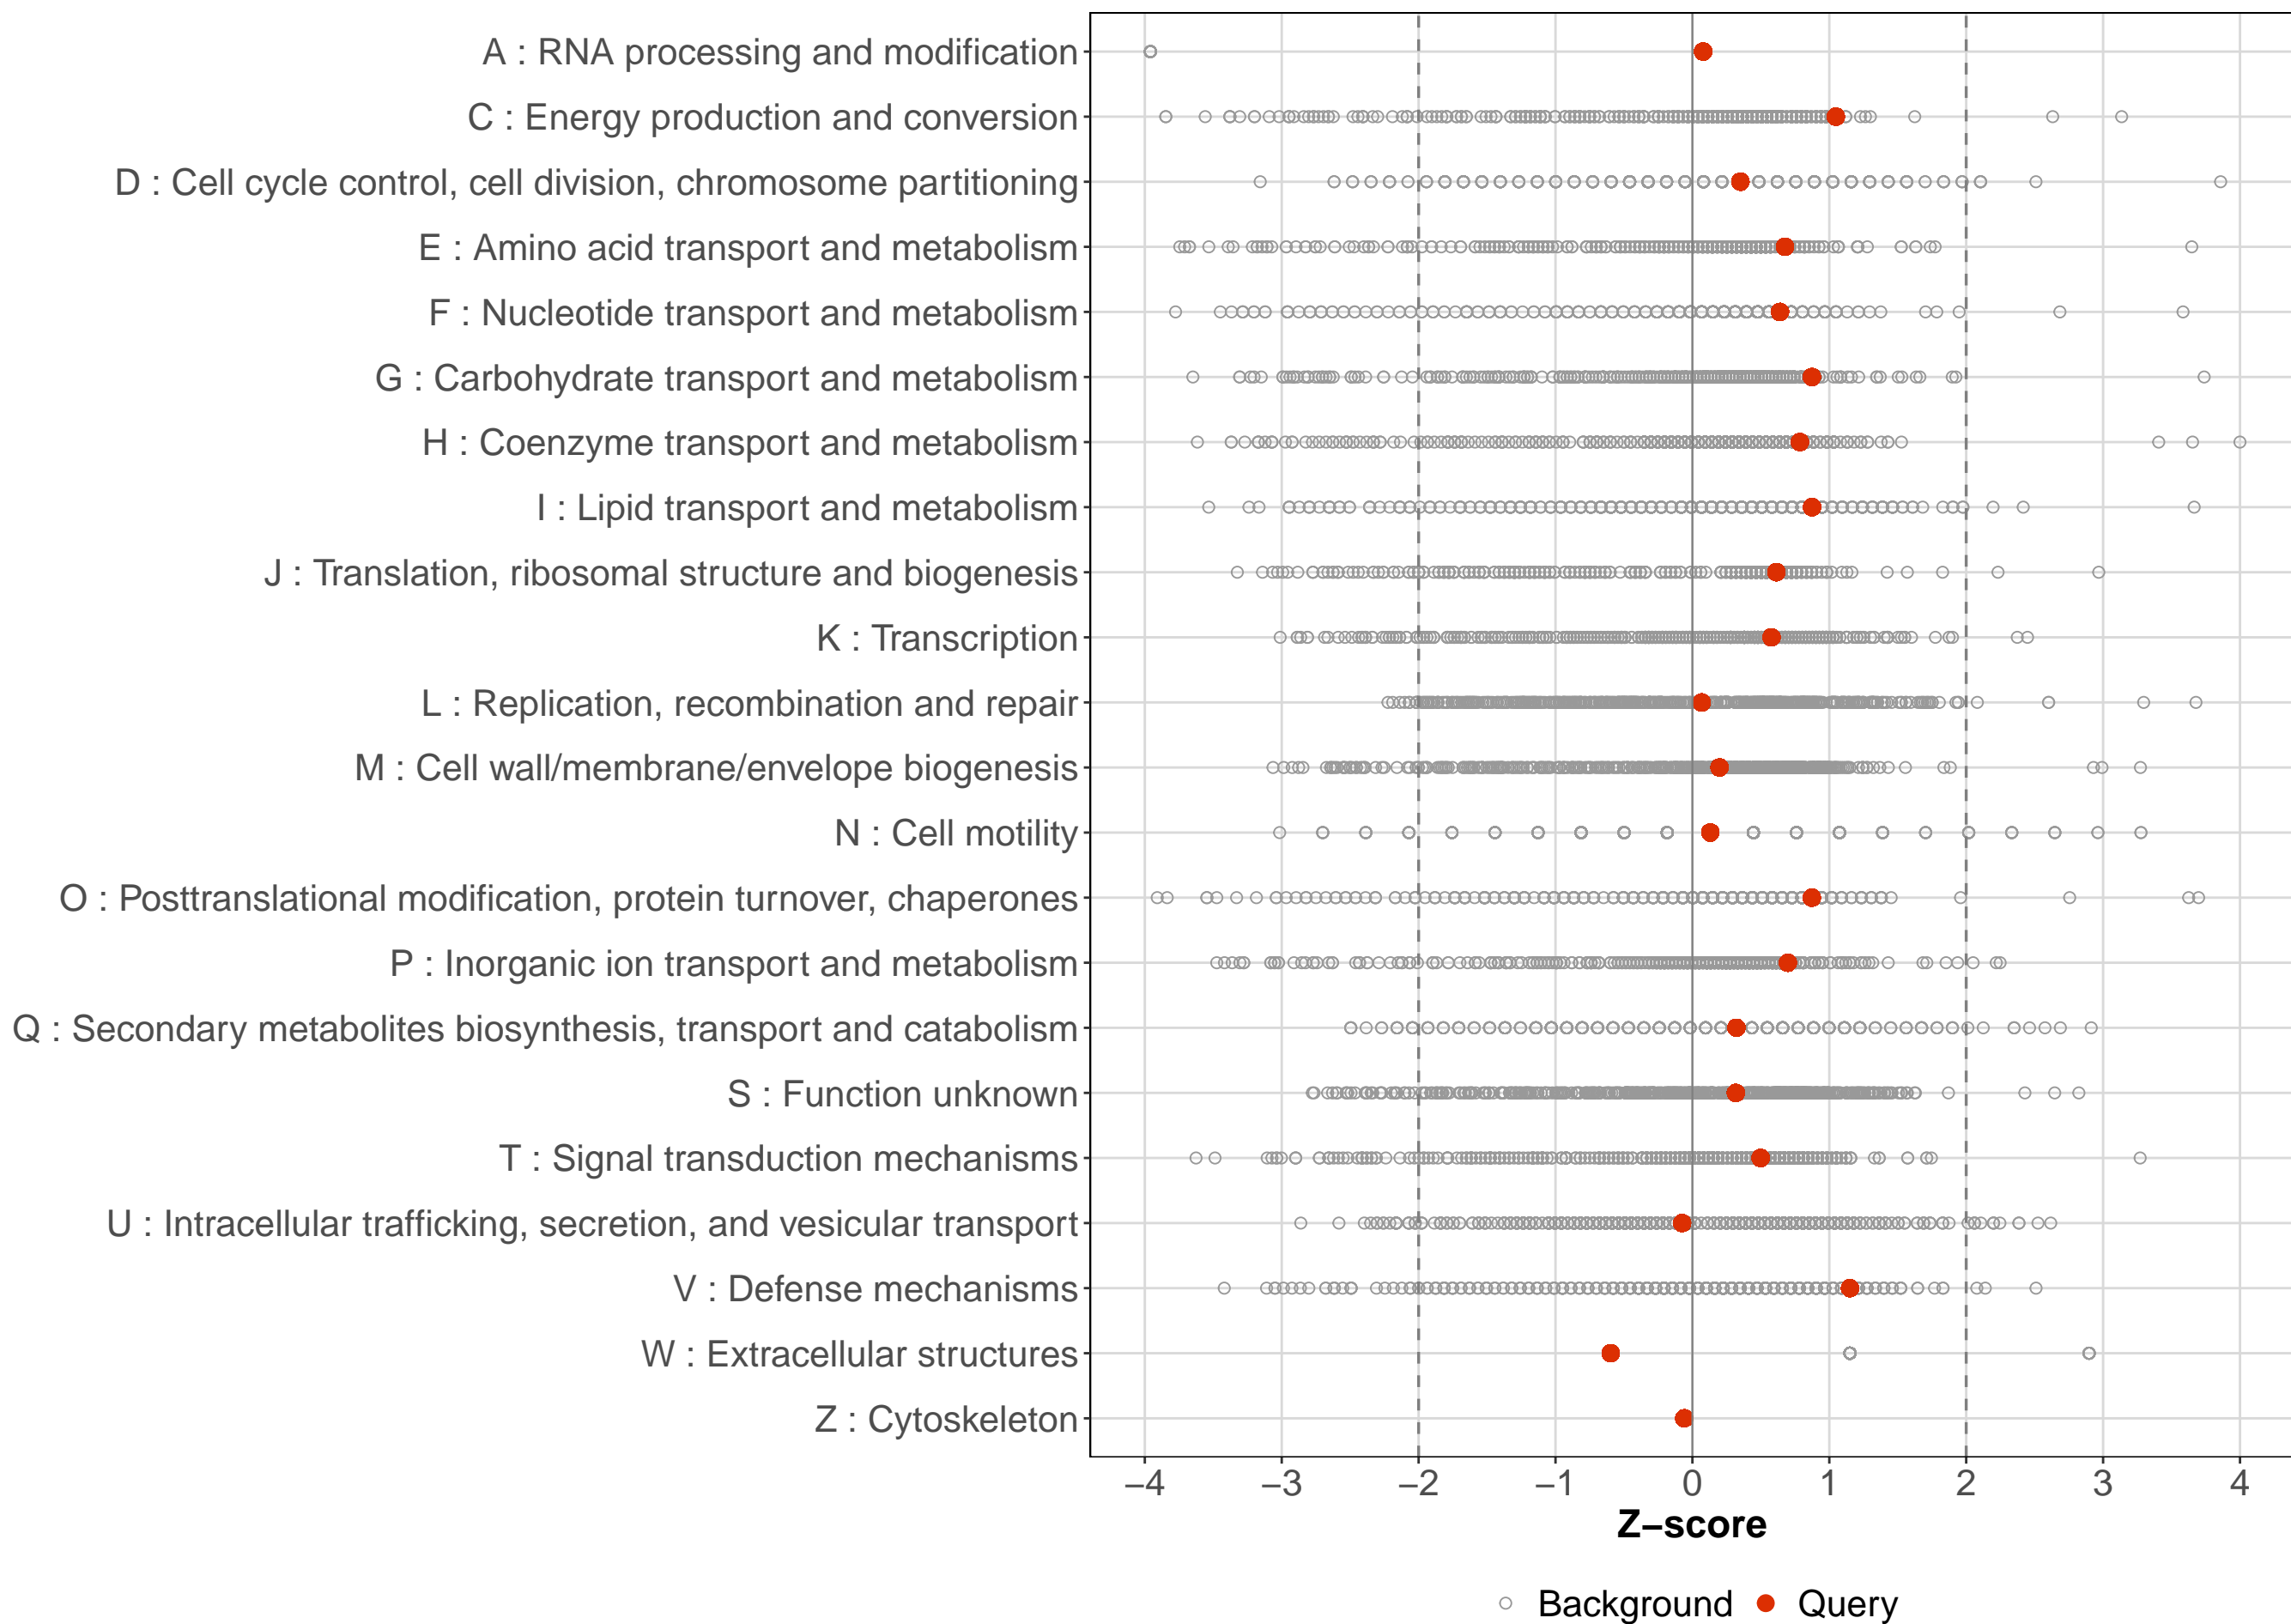 A : RNA processing and modification
C : Energy production and conversion
D : Cell cycle control, cell division, chromosome partitioning
E : Amino acid transport and metabolism
F : Nucleotide transport and metabolism
G : Carbohydrate transport and metabolism
H : Coenzyme transport and metabolism
I : Lipid transport and metabolism
J : Translation, ribosomal structure and biogenesis
K : Transcription
L : Replication, recombination and repair
M : Cell wall/membrane/envelope biogenesis
N : Cell motility
O : Posttranslational modification, protein turnover, chaperones
P : Inorganic ion transport and metabolism
Q : Secondary metabolites biosynthesis, transport and catabolism
S : Function unknown
T : Signal transduction mechanisms
U : Intracellular trafficking, secretion, and vesicular transport
V : Defense mechanisms
W : Extracellular structures
Z : Cytoskeleton
−4 −3 −2 −1 0 1 2 3 4
Z−score
Background Query